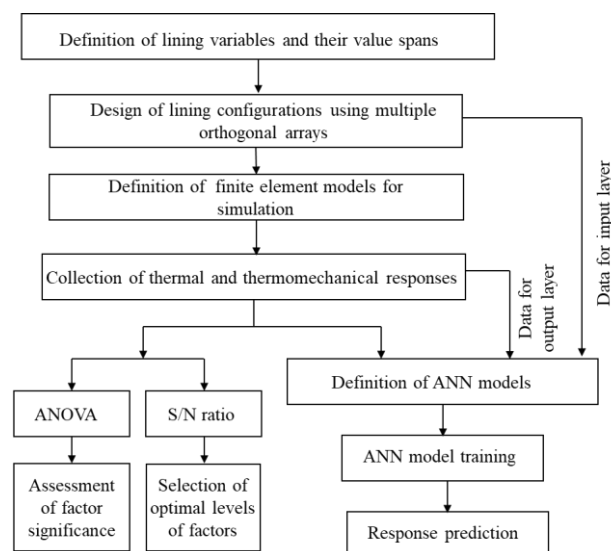 Definition of lining variables and their value spans
Design of lining configurations using multiple
orthogonal arrays
Definition of finite element models for
simulation
Collection of thermal and thermomechanical responses
Data for
output layer
Data for input layer
Definition of ANN models
ANOVA
S/N ratio
ANN model training
Assessment
of factor
significance
Selection of
optimal levels
of factors
Response prediction